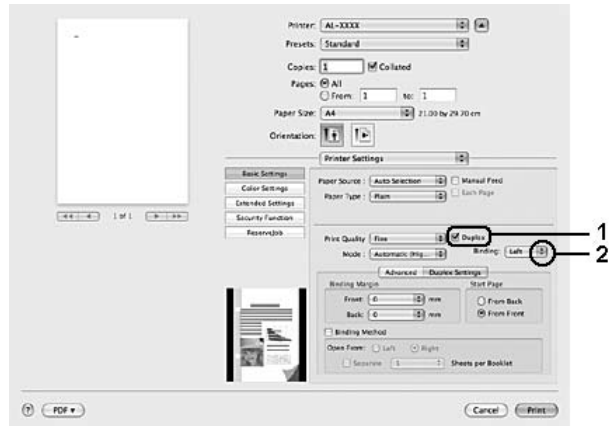 Printer: AL-XXXX
Presets: Standard
Copies: 1 Collated
Pages: All
From: 1 to: 1
Paper Size: A4 21.00 by 29.70 cm
Orientation:
Printer Settings
Basic Settings
Color Settings
Extended Settings
Security Function
ReserveJob
1 of 1
Paper Source : Auto Selection Manual Feed
Paper Type : Plain Each Page
Print Quality : Fine Duplex 1
Mode : Automatic (Hig... Binding: Left 2
Advanced Duplex Settings
Binding Margin Start Page
Front: 0 mm From Back
Back: 0 mm From Front
Binding Method
Open From: Left Right
Separate 1 Sheets per Booklet
? PDF Cancel Print